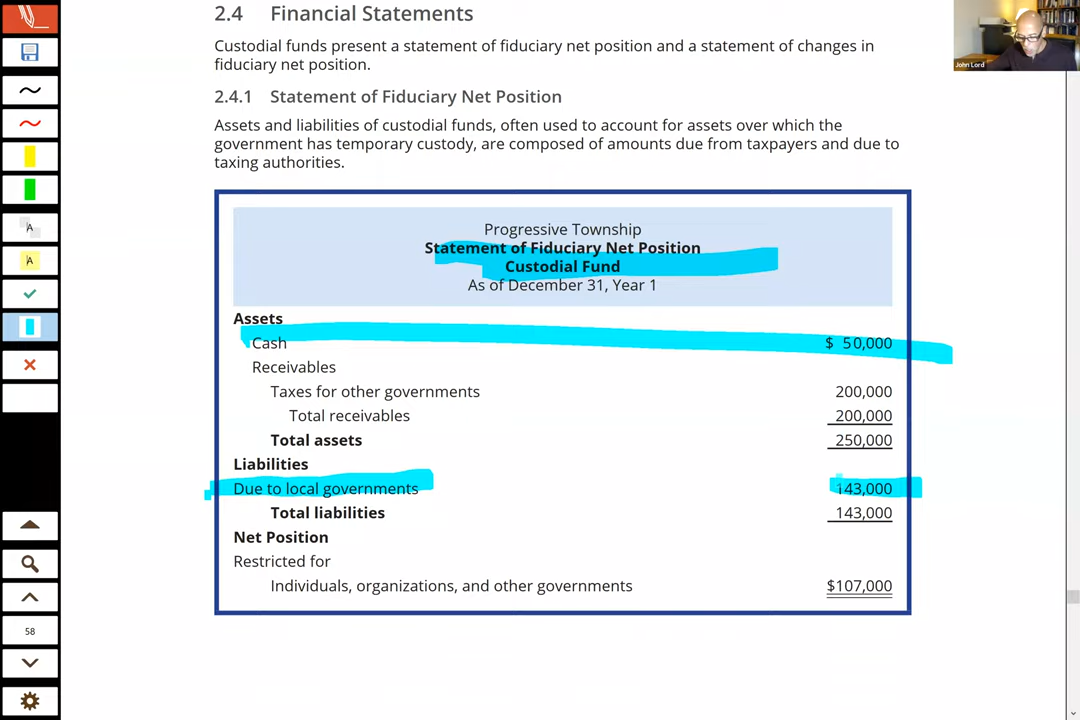 2.4 Financial Statements
Custodial funds present a statement of fiduciary net position and a statement of changes in
fiduciary net position.
2.4.1 Statement of Fiduciary Net Position
Assets and liabilities of custodial funds, often used to account for assets over which the
government has temporary custody, are composed of amounts due from taxpayers and due to
taxing authorities.
Progressive Township
Statement of Fiduciary Net Position
Custodial Fund
As of December 31, Year 1
Assets
Cash $ 50,000
Receivables
Taxes for other governments 200,000
Total receivables 200,000
Total assets 250,000
Liabilities
Due to local governments 143,000
Total liabilities 143,000
Net Position
Restricted for
Individuals, organizations, and other governments $107,000
John Lord
A
A
58